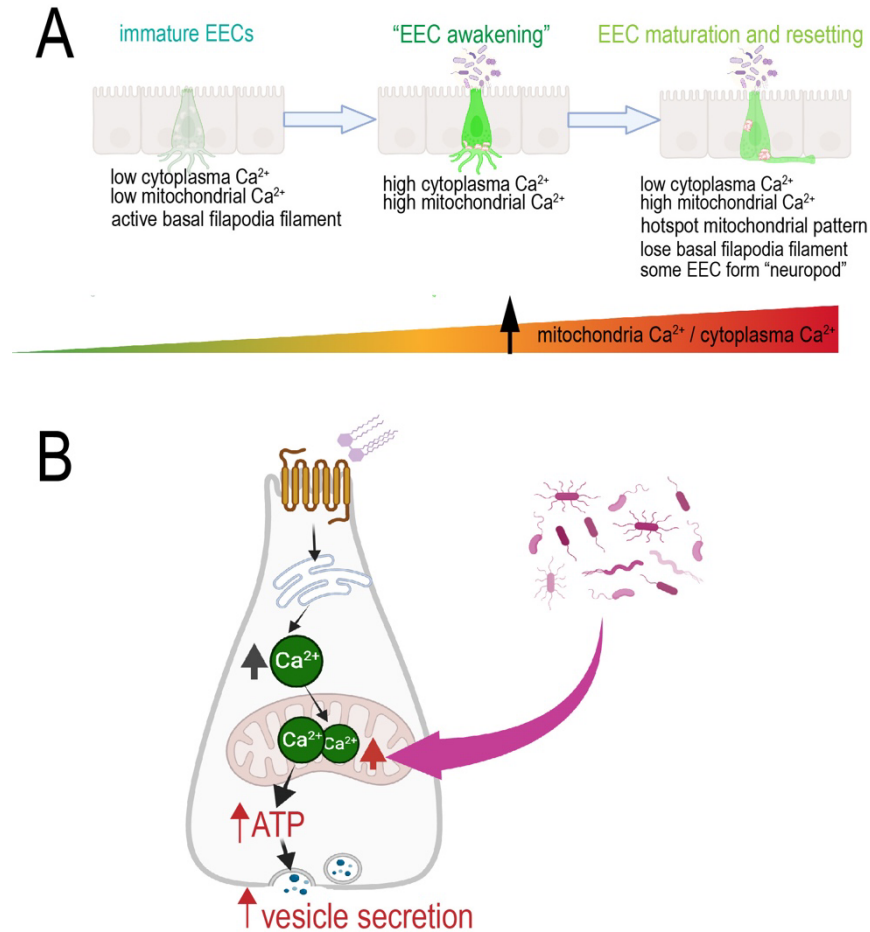 A
immature EECs
"EEC awakening"
EEC maturation and resetting
low cytoplasma Ca²⁺
low mitochondrial Ca²⁺
active basal filapodia filament
high cytoplasma Ca²⁺
high mitochondrial Ca²⁺
low cytoplasma Ca²⁺
high mitochondrial Ca²⁺
hotspot mitochondrial pattern
lose basal filapodia filament
some EEC form "neuropod"
mitochondria Ca²⁺ / cytoplasma Ca²⁺
B
Ca²⁺
Ca²⁺
Ca²⁺
ATP
vesicle secretion